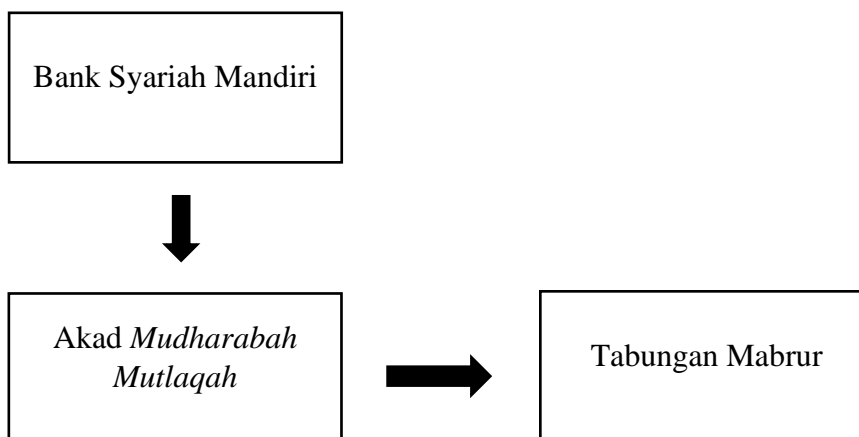 Bank Syariah Mandiri
Akad Mudharabah
Mutlaqah
Tabungan Mabrur